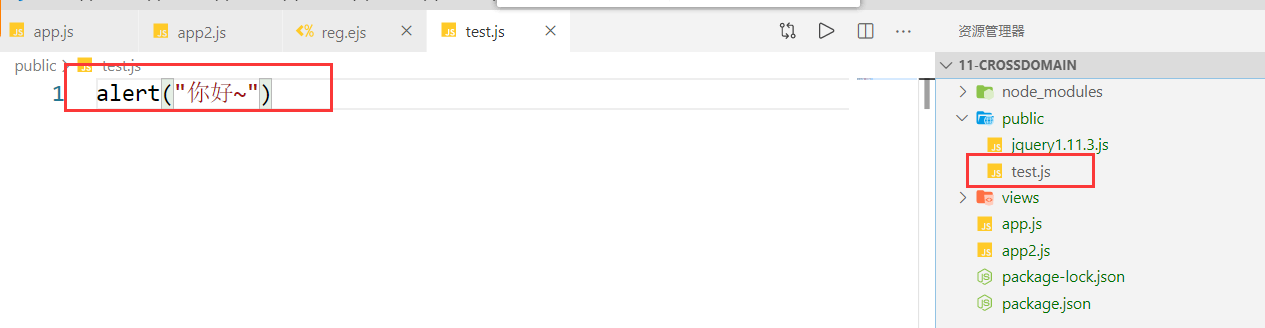 app.js
app2.js
reg.ejs
test.js
资源管理器
public > test.js
1 alert("你好~")
11-CROSSDOMAIN
node_modules
public
jquery1.11.3.js
test.js
views
app.js
app2.js
package-lock.json
package.json